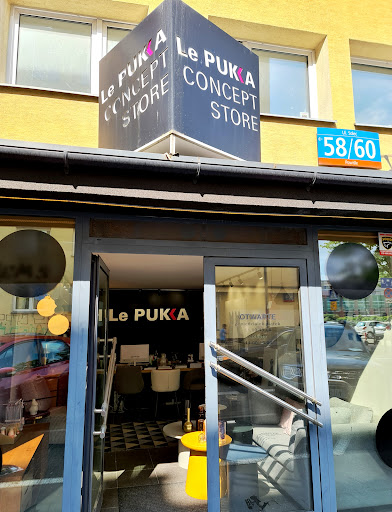 Le PUKKA
CONCEPT
STORE
Le PUKKA
CONCEPT
STORE
58/60
Le PUKKA
OTWARTE